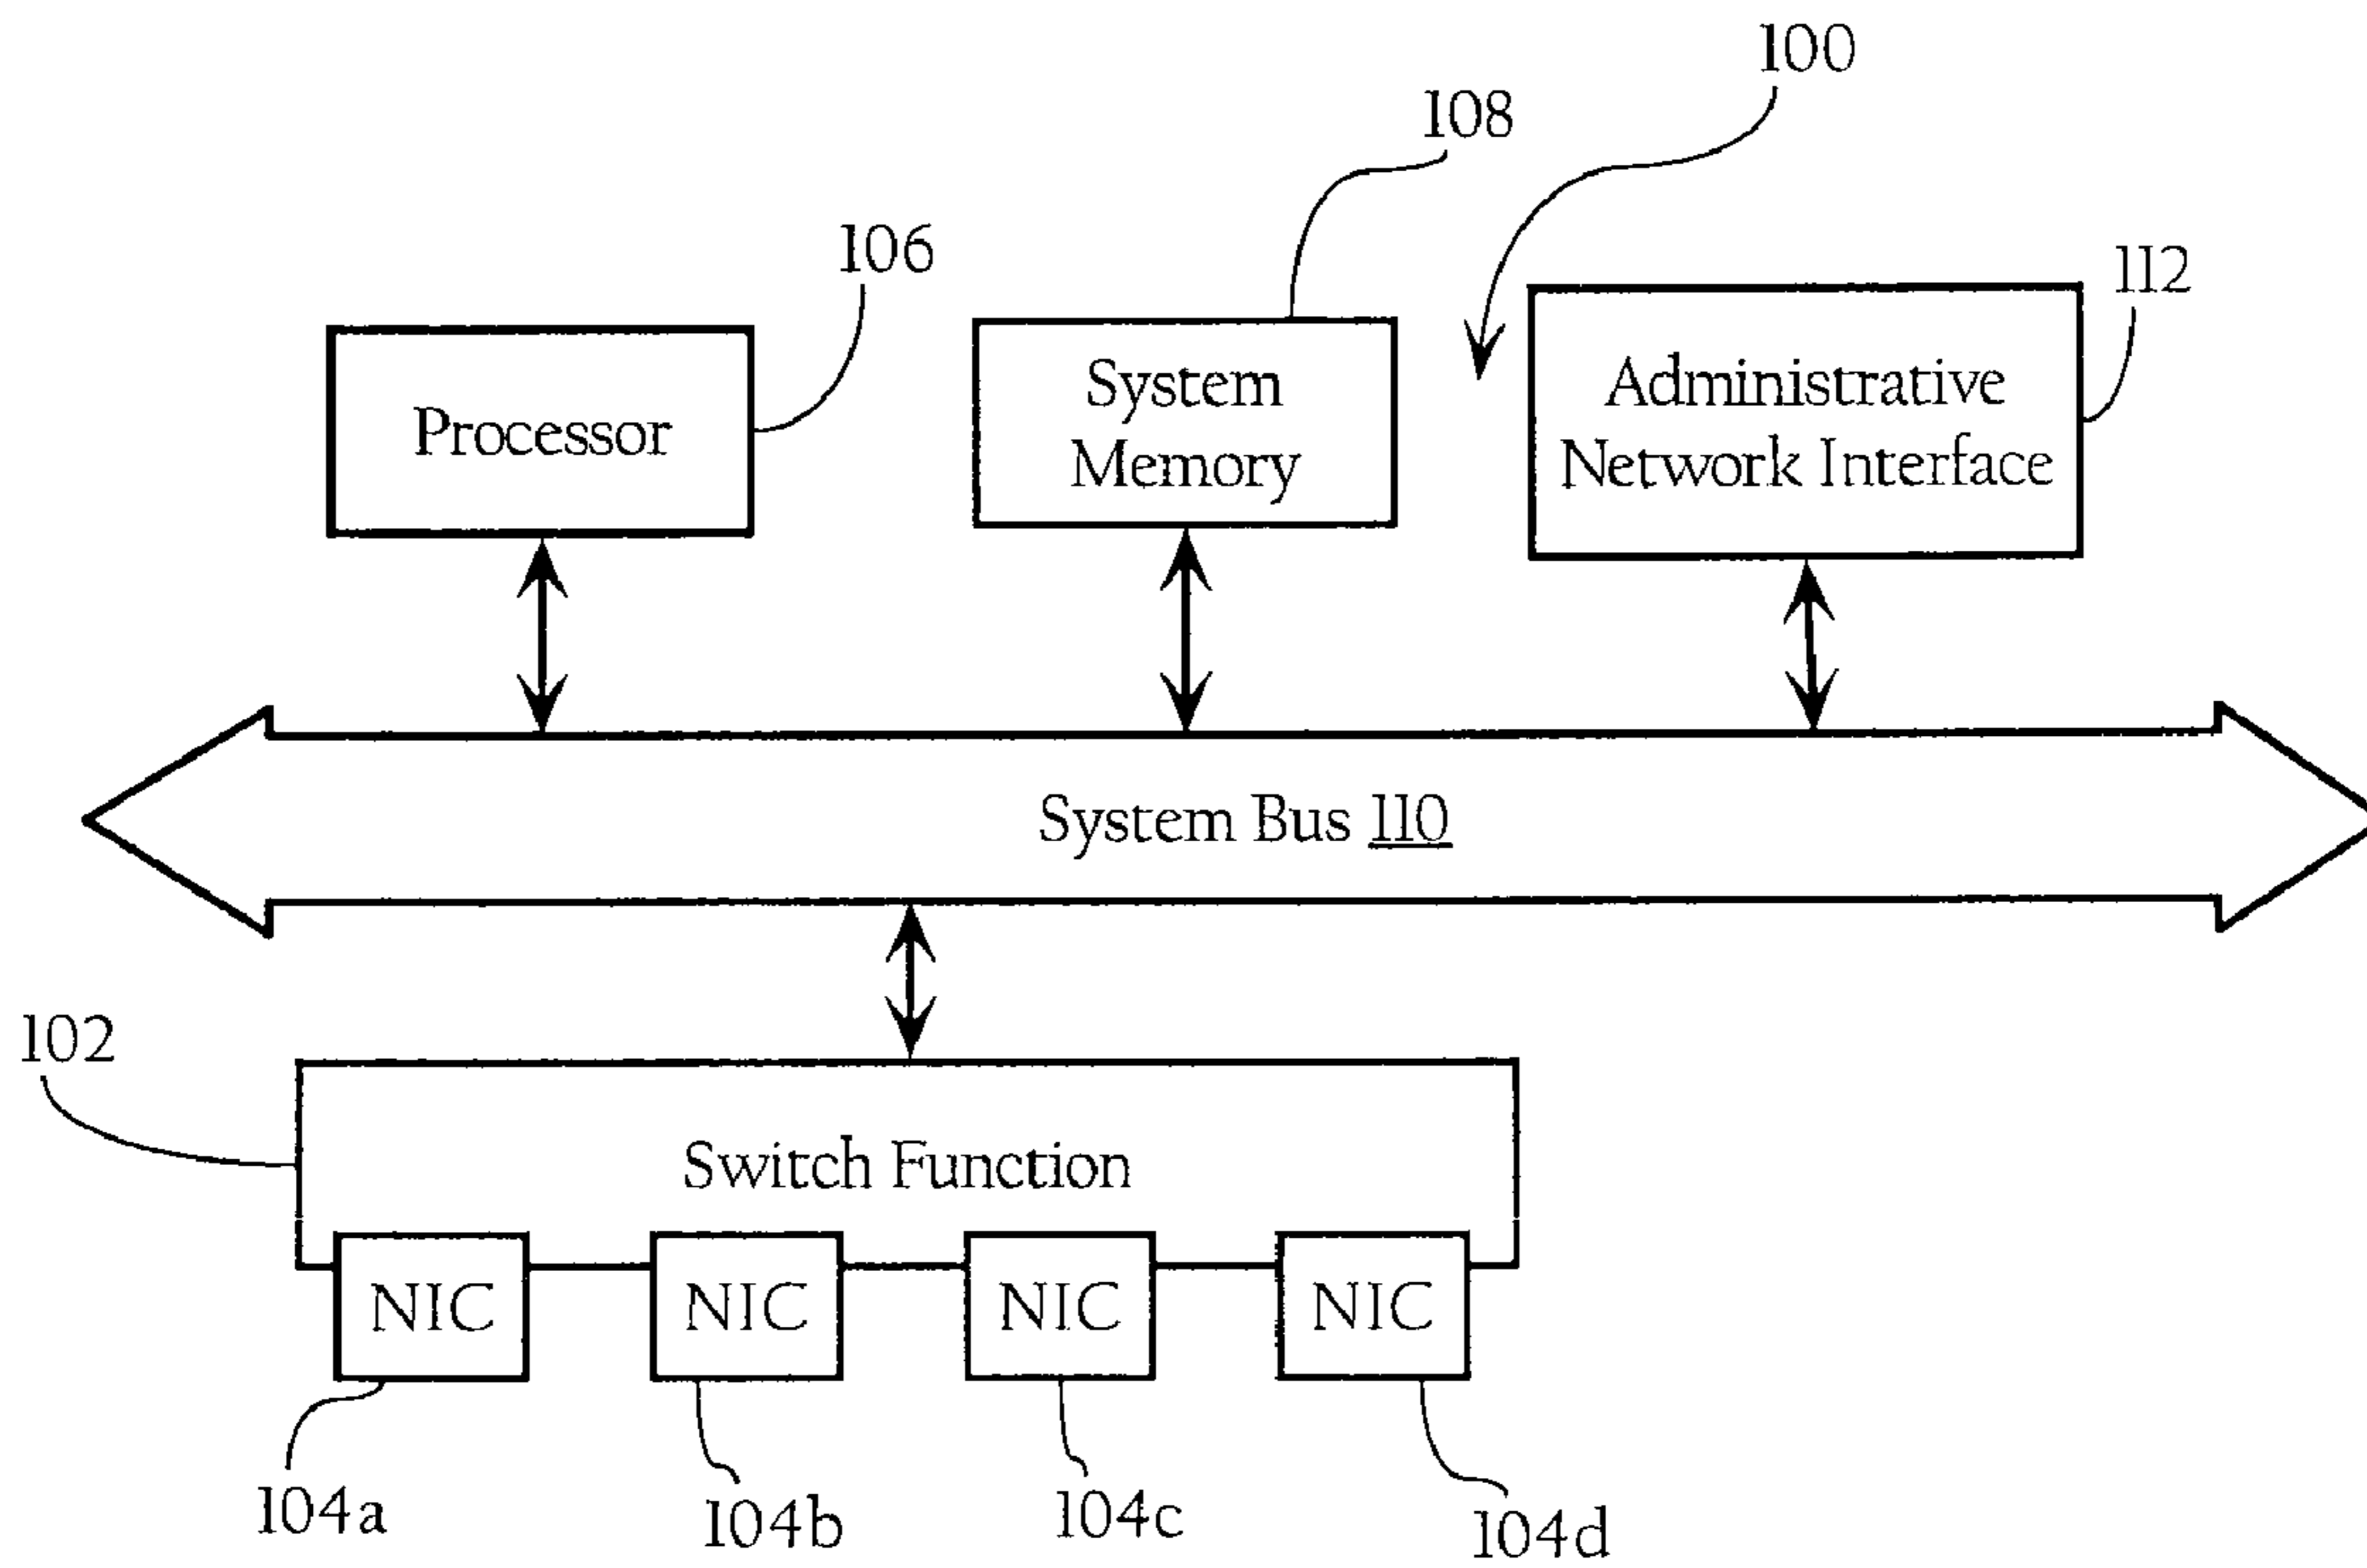 100
108
106
112
Processor
System
Memory
Administrative
Network Interface
System Bus 110
102
Switch Function
NIC
NIC
NIC
NIC
104a
104b
104c
104d